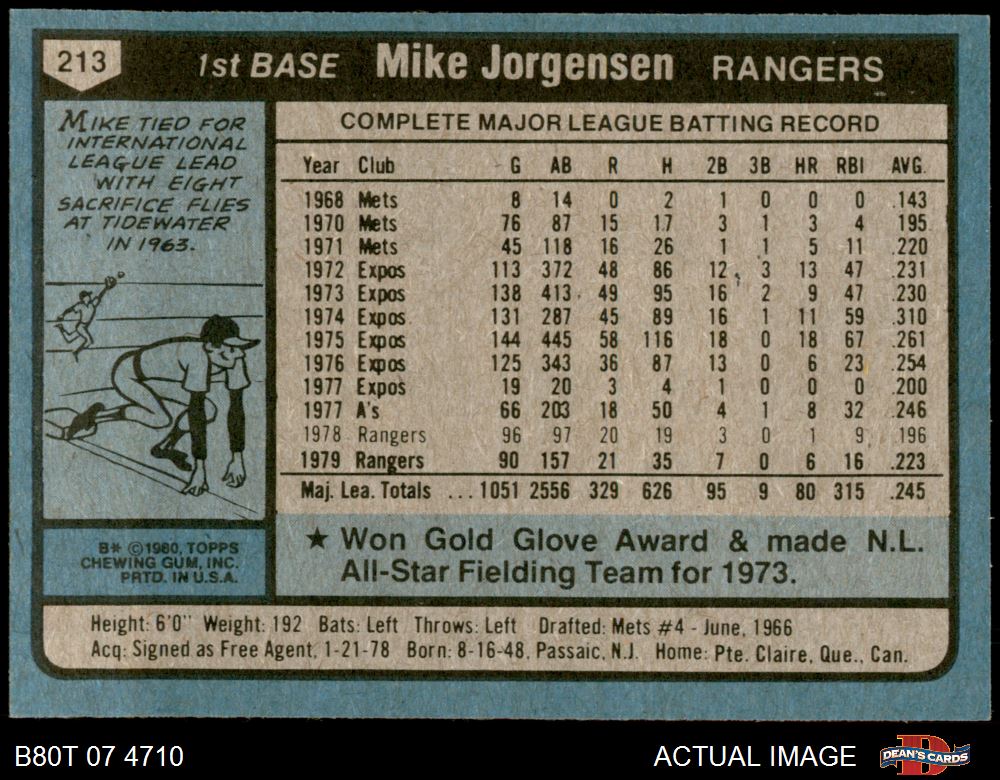 213 1st BASE Mike Jorgensen RANGERS
MIKE TIED FOR
INTERNATIONAL
LEAGUE LEAD
WITH EIGHT
SACRIFICE FLIES
AT TIDEWATER
IN 1963.
COMPLETE MAJOR LEAGUE BATTING RECORD
Year Club G AB R H 2B 3B HR RBI AVG.
1968 Mets 8 14 0 2 1 0 0 0 .143
1970 Mets 76 87 15 17 3 1 3 4 .195
1971 Mets 45 118 16 26 1 1 5 11 .220
1972 Expos 113 372 48 86 12 3 13 47 .231
1973 Expos 138 413 49 95 16 2 9 47 .230
1974 Expos 131 287 45 89 16 1 11 59 .310
1975 Expos 144 445 58 116 18 0 18 67 .261
1976 Expos 125 343 36 87 13 0 6 23 .254
1977 Expos 19 20 3 4 1 0 0 0 .200
1977 A's 66 203 18 50 4 1 8 32 .246
1978 Rangers 96 97 20 19 3 0 1 9 .196
1979 Rangers 90 157 21 35 7 0 6 16 .223
Maj. Lea. Totals ... 1051 2556 329 626 95 9 80 315 .245
★ Won Gold Glove Award & made N.L.
All-Star Fielding Team for 1973.
B* ©1980, TOPPS
CHEWING GUM, INC.
PRTD. IN U.S.A.
Height: 6'0" Weight: 192 Bats: Left Throws: Left Drafted: Mets #4 - June, 1966
Acq: Signed as Free Agent, 1-21-78 Born: 8-16-48, Passaic, N.J. Home: Pte. Claire, Que., Can.
B80T 07 4710 ACTUAL IMAGE DEAN'S CARDS